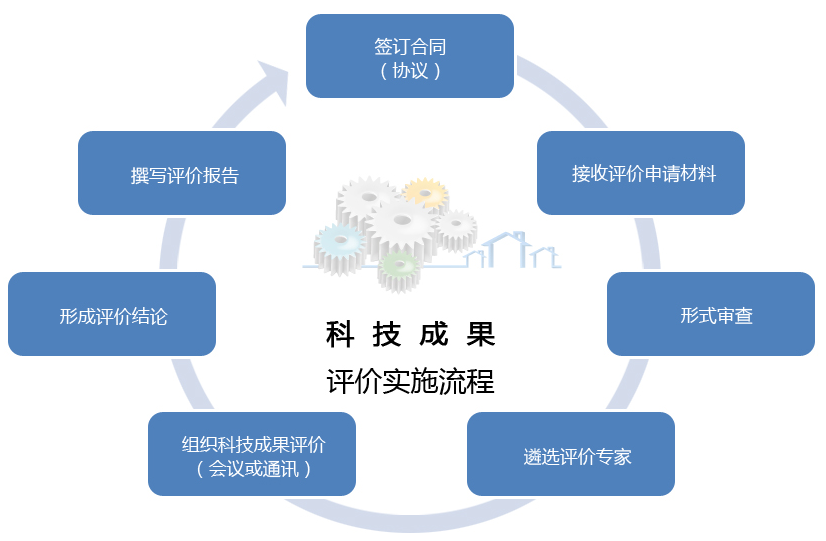 签订合同
（协议）
接收评价申请材料
形式审查
遴选评价专家
组织科技成果评价
（会议或通讯）
形成评价结论
撰写评价报告
科技成果
评价实施流程